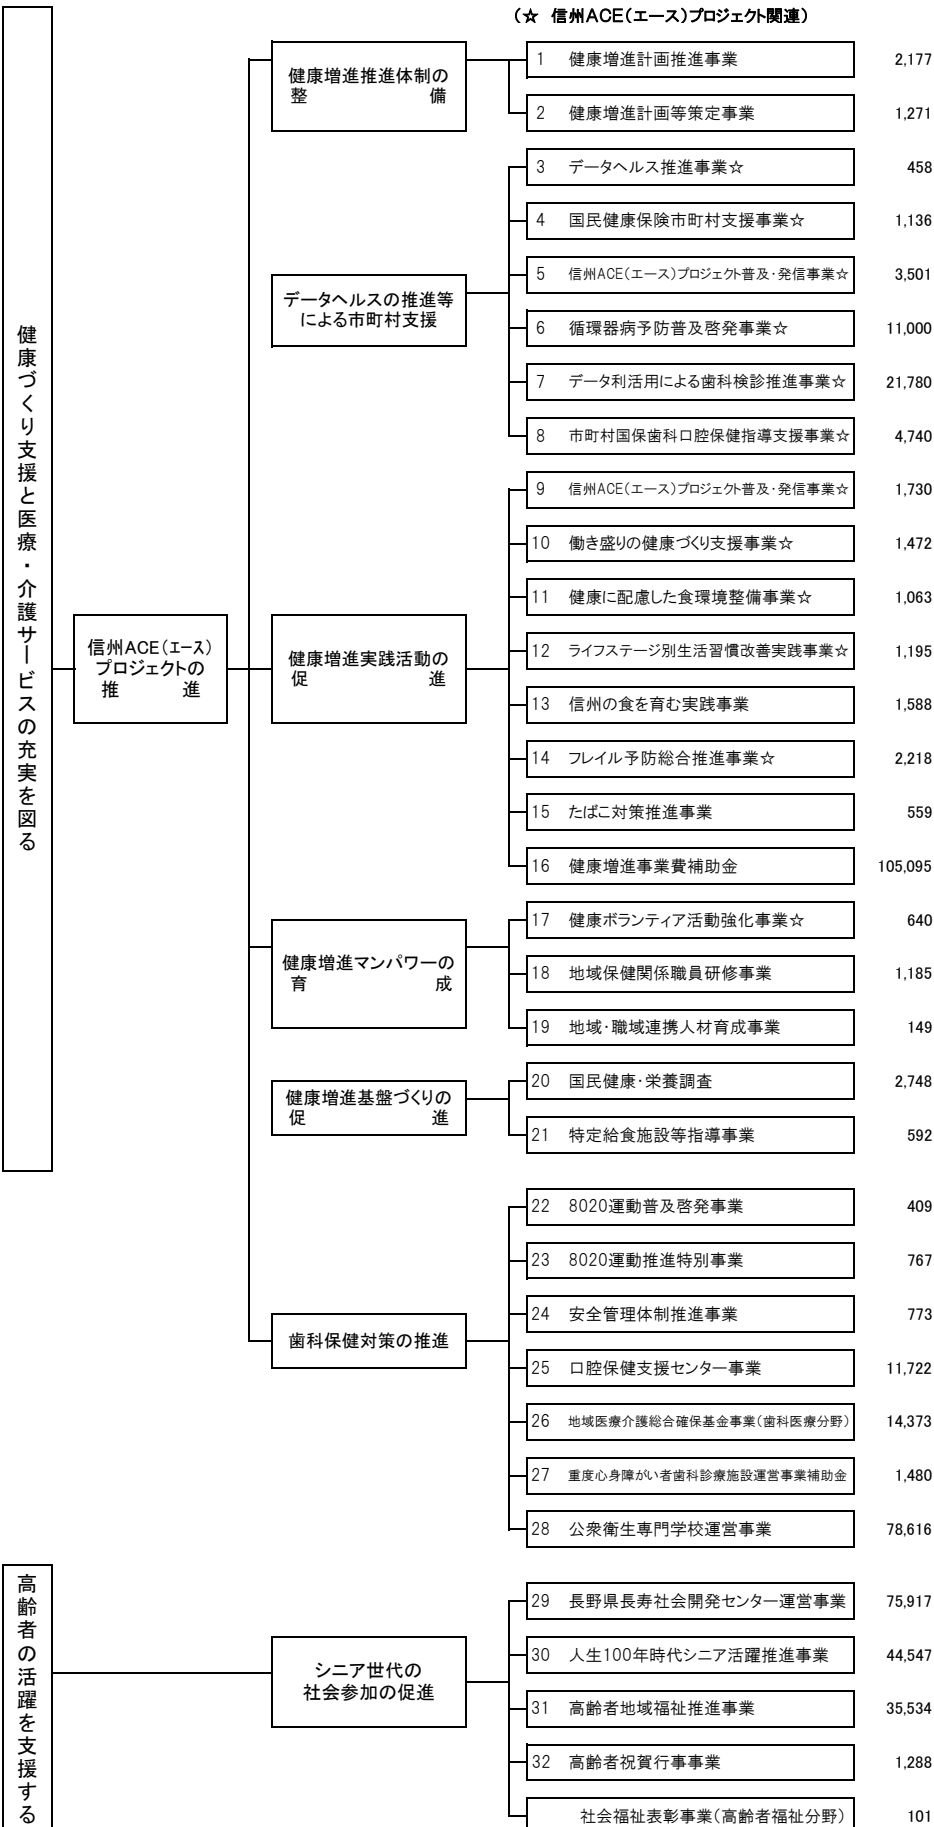 (☆ 信州ACE(エース)プロジェクト関連)
健康づくり支援と医療・介護サービスの充実を図る
信州ACE(エース)
プロジェクトの
推 進
健康増進推進体制の
整 備
1 健康増進計画推進事業 2,177
2 健康増進計画等策定事業 1,271
データヘルスの推進等
による市町村支援
3 データヘルス推進事業☆ 458
4 国民健康保険市町村支援事業☆ 1,136
5 信州ACE(エース)プロジェクト普及・発信事業☆ 3,501
6 循環器病予防普及啓発事業☆ 11,000
7 データ利活用による歯科検診推進事業☆ 21,780
8 市町村国保歯科口腔保健指導支援事業☆ 4,740
健康増進実践活動の
促 進
9 信州ACE(エース)プロジェクト普及・発信事業☆ 1,730
10 働き盛りの健康づくり支援事業☆ 1,472
11 健康に配慮した食環境整備事業☆ 1,063
12 ライフステージ別生活習慣改善実践事業☆ 1,195
13 信州の食を育む実践事業 1,588
14 フレイル予防総合推進事業☆ 2,218
15 たばこ対策推進事業 559
16 健康増進事業費補助金 105,095
健康増進マンパワーの
育 成
17 健康ボランティア活動強化事業☆ 640
18 地域保健関係職員研修事業 1,185
19 地域・職域連携人材育成事業 149
健康増進基盤づくりの
促 進
20 国民健康・栄養調査 2,748
21 特定給食施設等指導事業 592
歯科保健対策の推進
22 8020運動普及啓発事業 409
23 8020運動推進特別事業 767
24 安全管理体制推進事業 773
25 口腔保健支援センター事業 11,722
26 地域医療介護総合確保基金事業(歯科医療分野) 14,373
27 重度心身障がい者歯科診療施設運営事業補助金 1,480
28 公衆衛生専門学校運営事業 78,616
高齢者の活躍を支援する
シニア世代の
社会参加の促進
29 長野県長寿社会開発センター運営事業 75,917
30 人生100年時代シニア活躍推進事業 44,547
31 高齢者地域福祉推進事業 35,534
32 高齢者祝賀行事事業 1,288
社会福祉表彰事業(高齢者福祉分野) 101